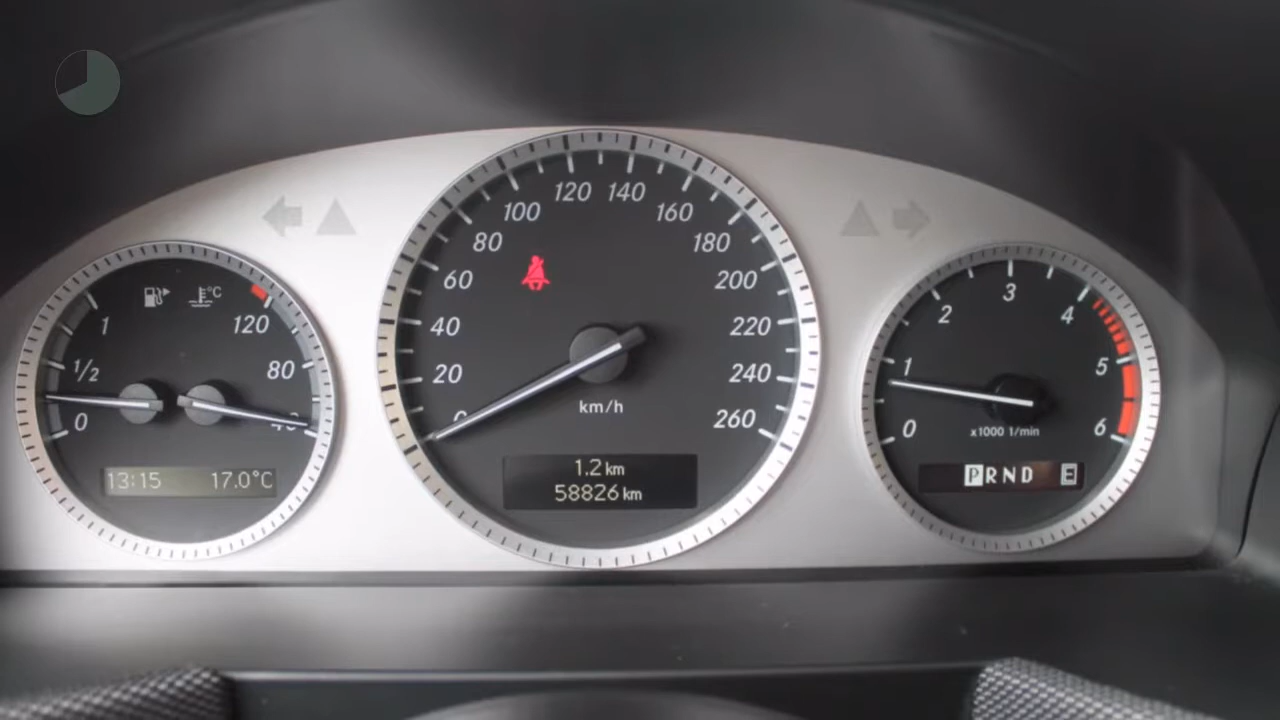 °C
1
120
1/2
80
0
40
13:15 17.0°C
120 140
100 160
80 180
60 200
40 220
20 240
0 260
km/h
1.2 km
58826 km
3
2 4
1 5
0 6
x1000 1/min
PRND E